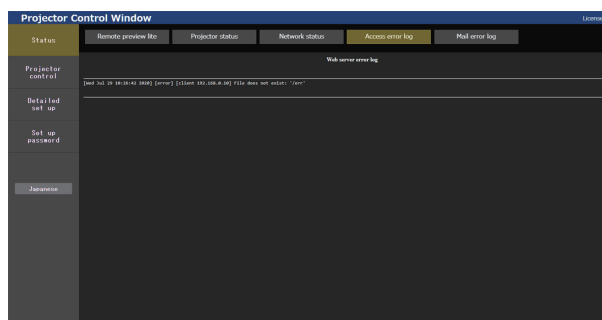 Projector Control Window
License
Status
Remote preview lite
Projector status
Network status
Access error log
Mail error log
Web server error log
[Wed Jul 29 10:16:42 2020] [error] [client 192.168.0.10] File does not exist: '/err'
Projector
control
Detailed
set up
Set up
password
Japanese